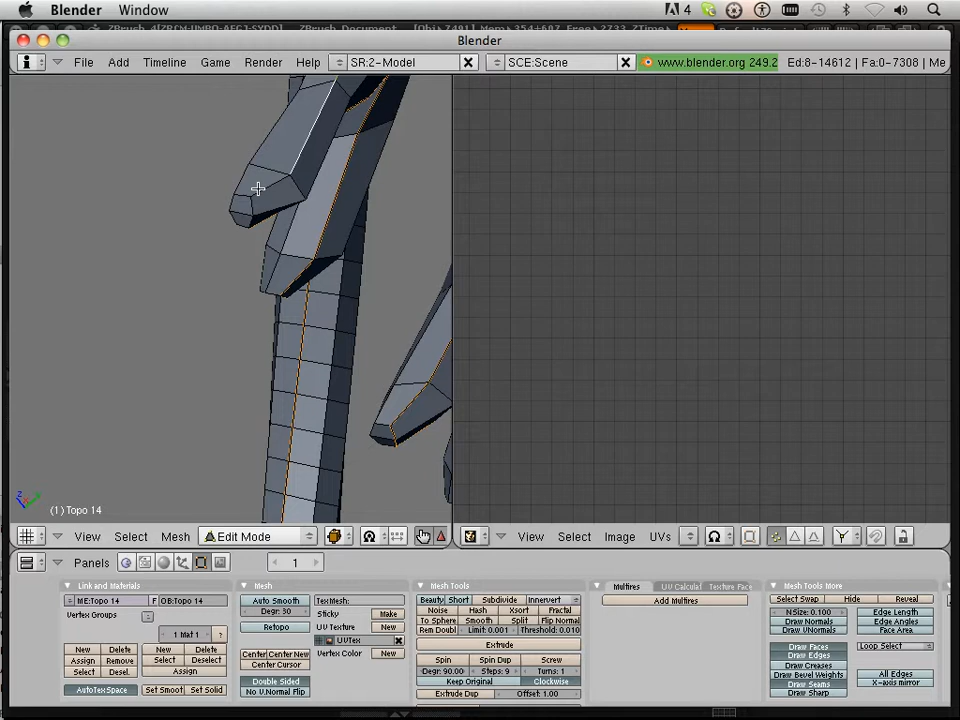 Blender Window 4
ZBrush Document
Blender
File Add Timeline Game Render Help SR:2-Model SCE:Scene www.blender.org 249.2 Ed:8-14612 | Fa:0-7308 | Me
(1) Topo 14
View Select Mesh Edit Mode View Select Image UVs
Panels 1
Link and Materials Mesh Mesh Tools Multires UV Calculat Texture Face Mesh Tools More
ME:Topo 14 F OB:Topo 14 Auto Smooth TexMesh: Beauty Short Subdivide Innervert Add Multires Select Swap Hide Reveal
Vertex Groups Degr: 30 Sticky Make Noise Hash Xsort Fractal NSize: 0.100 Edge Length
Retopo UV Texture New To Sphere Smooth Split Flip Normal Draw Normals Edge Angles
1 Mat 1 ? UVTex Rem Doubl Limit: 0.001 Threshold: 0.010 Draw VNormals Face Area
New Delete New Delete Center Center New Vertex Color New Extrude Draw Faces Loop Select
Assign Remove Select Deselect Center Cursor Spin Spin Dup Screw Draw Edges
Select Desel. Assign Double Sided Degr: 90.00 Steps: 9 Turns: 1 Draw Creases All Edges
AutoTexSpace Set Smoot Set Solid No V.Normal Flip Keep Original Clockwise Draw Bevel Weights X-axis mirror
Extrude Dup Offset: 1.00 Draw Seams
Draw Sharp